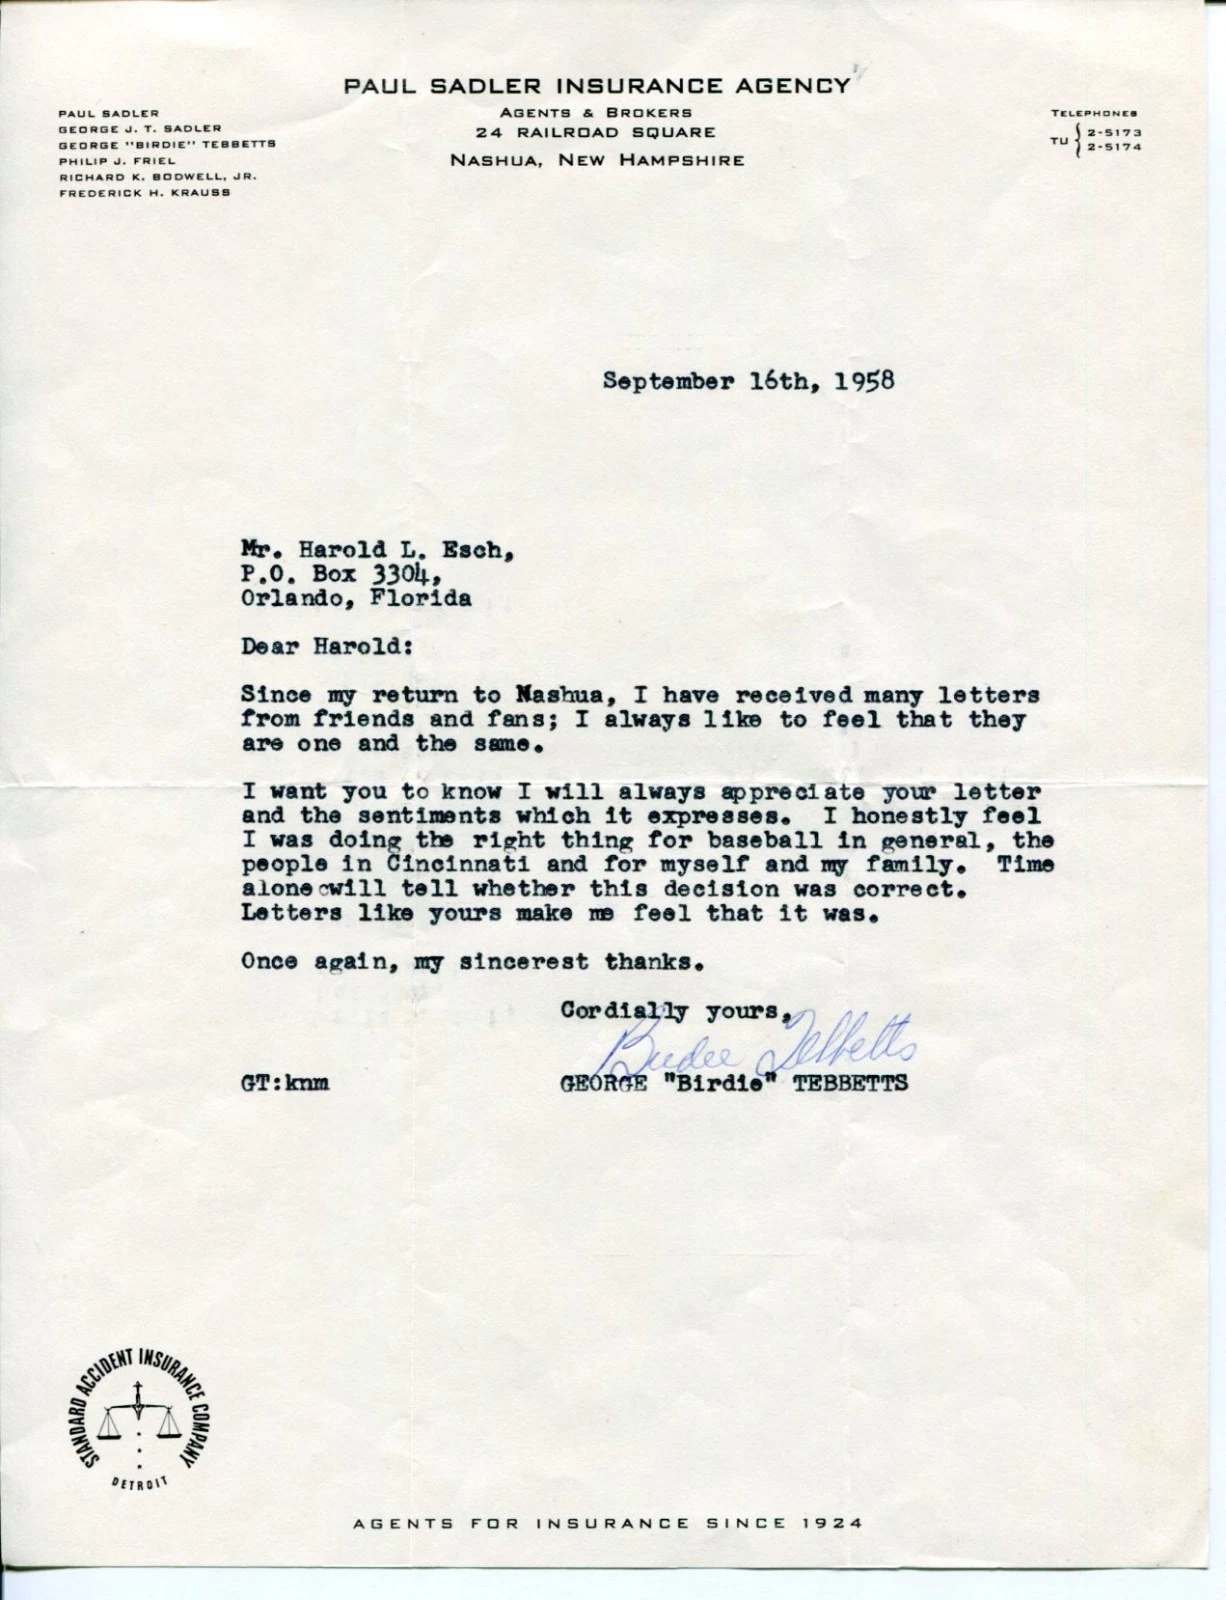 PAUL SADLER INSURANCE AGENCY
AGENTS & BROKERS
24 RAILROAD SQUARE
NASHUA, NEW HAMPSHIRE
PAUL SADLER
GEORGE J. T. SADLER
GEORGE "BIRDIE" TEBBETTS
PHILIP J. FRIEL
RICHARD K. BODWELL, JR.
FREDERICK H. KRAUSS
TELEPHONES
TU { 2-5173
2-5174
September 16th, 1958
Mr. Harold L. Esch,
P.O. Box 3304,
Orlando, Florida
Dear Harold:
Since my return to Nashua, I have received many letters
from friends and fans; I always like to feel that they
are one and the same.
I want you to know I will always appreciate your letter
and the sentiments which it expresses. I honestly feel
I was doing the right thing for baseball in general, the
people in Cincinnati and for myself and my family. Time
alone will tell whether this decision was correct.
Letters like yours make me feel that it was.
Once again, my sincerest thanks.
Cordially yours,
Birdie Tebbetts
GT:knm GEORGE "Birdie" TEBBETTS
STANDARD ACCIDENT INSURANCE COMPANY
DETROIT
AGENTS FOR INSURANCE SINCE 1924